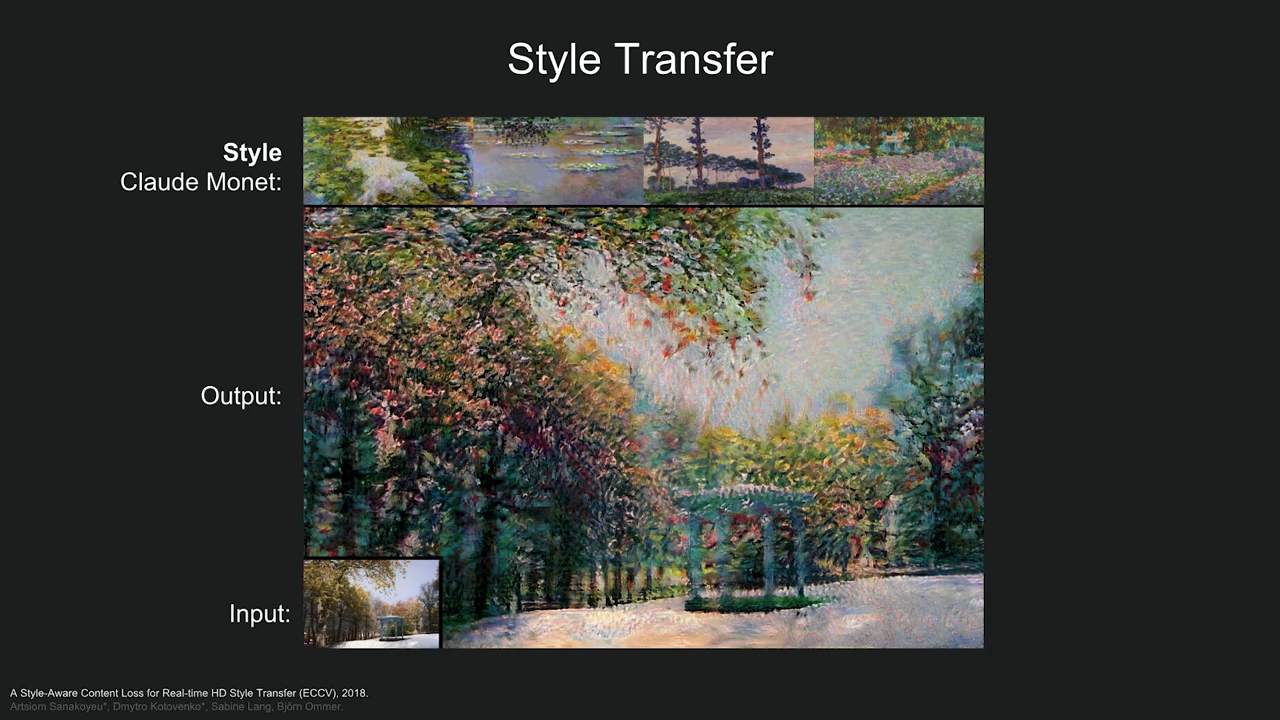 Style Transfer
Style
Claude Monet:
Output:
Input:
A Style-Aware Content Loss for Real-time HD Style Transfer (ECCV), 2018.
Artsiom Sanakoyeu*, Dmytro Kotovenko*, Sabine Lang, Björn Ommer.